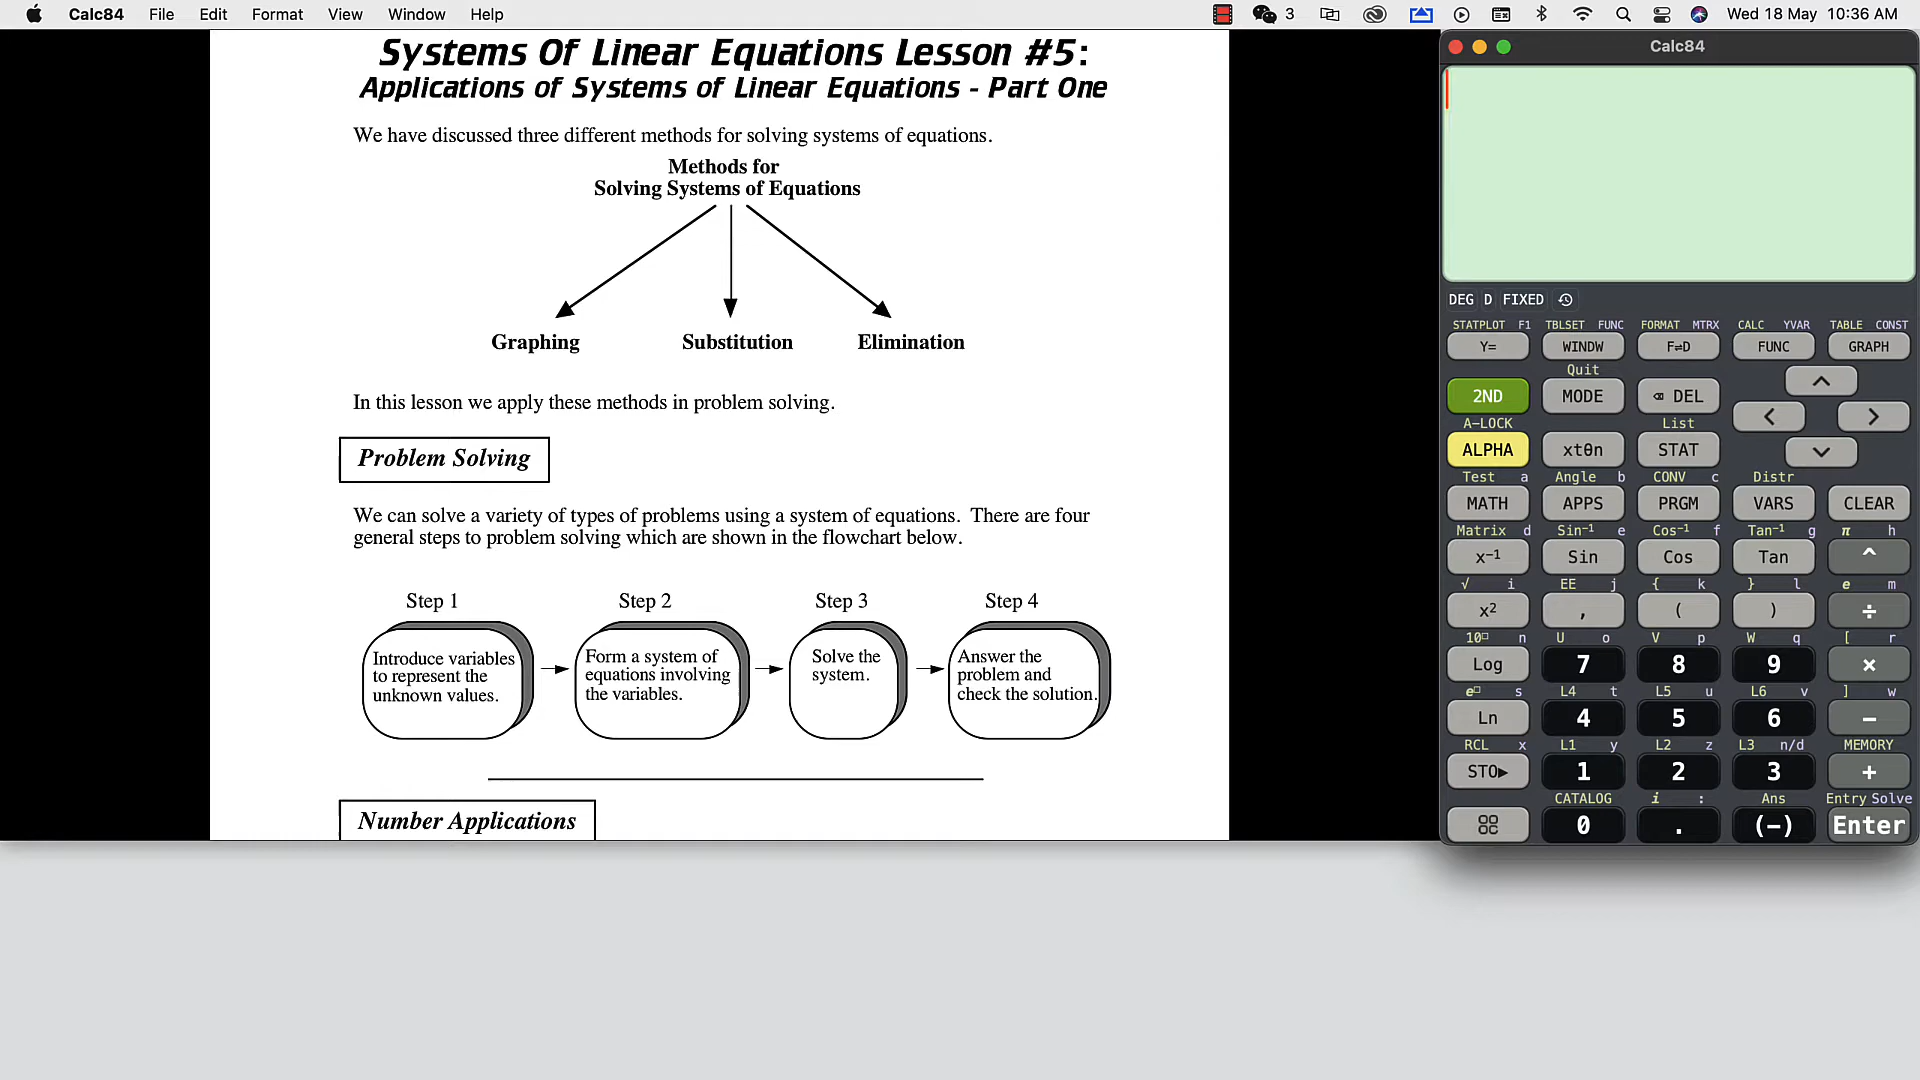 Calc84 File Edit Format View Window Help 3 Wed 18 May 10:36 AM
Systems Of Linear Equations Lesson #5:
Applications of Systems of Linear Equations - Part One
We have discussed three different methods for solving systems of equations.
Methods for
Solving Systems of Equations
Graphing Substitution Elimination
In this lesson we apply these methods in problem solving.
Problem Solving
We can solve a variety of types of problems using a system of equations. There are four
general steps to problem solving which are shown in the flowchart below.
Step 1 Step 2 Step 3 Step 4
Introduce variables
to represent the
unknown values.
Form a system of
equations involving
the variables.
Solve the
system.
Answer the
problem and
check the solution.
Number Applications
Calc84
DEG D FIXED
STATPLOT F1 TBLSET FUNC FORMAT MTRX CALC YVAR TABLE CONST
Y= WINDW F⇌D FUNC GRAPH
Quit
2ND MODE ⌫ DEL ^
< >
A-LOCK List
ALPHA xtθn STAT v
Test a Angle b CONV c Distr
MATH APPS PRGM VARS CLEAR
Matrix d Sin⁻¹ e Cos⁻¹ f Tan⁻¹ g π h
x⁻¹ Sin Cos Tan ^
√ i EE j { k } l e m
x² , ( ) ÷
10□ n U o V p W q [ r
Log 7 8 9 ×
e□ s L4 t L5 u L6 v ] w
Ln 4 5 6 −
RCL x L1 y L2 z L3 n/d MEMORY
STO▶ 1 2 3 +
CATALOG i : Ans Entry Solve
0 . (−) Enter